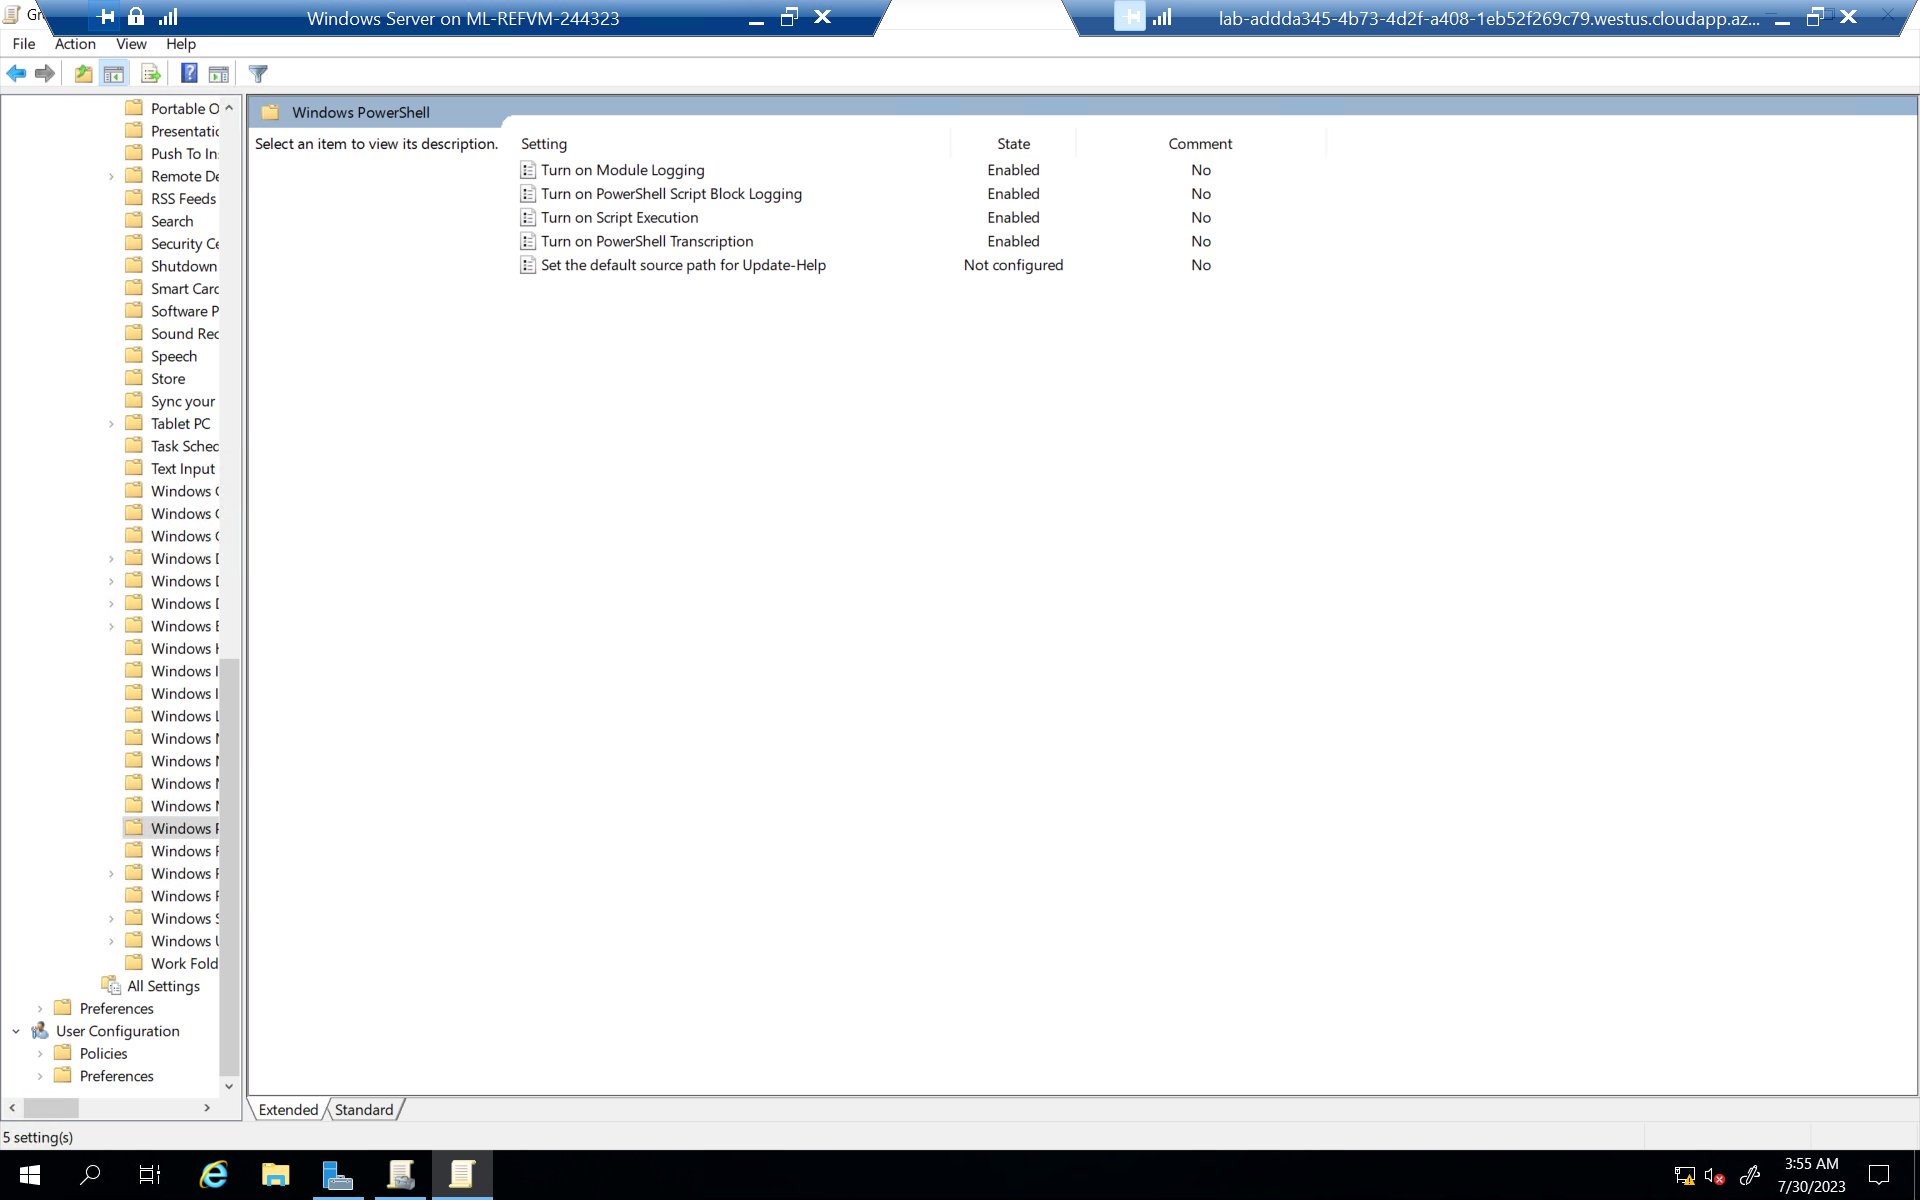 Gr
Windows Server on ML-REFVM-244323
lab-addda345-4b73-4d2f-a408-1eb52f269c79.westus.cloudapp.az...
File Action View Help
Portable O
Presentatio
Push To In
Remote De
RSS Feeds
Search
Security Ce
Shutdown
Smart Card
Software P
Sound Rec
Speech
Store
Sync your
Tablet PC
Task Sched
Text Input
Windows C
Windows C
Windows C
Windows D
Windows D
Windows D
Windows E
Windows H
Windows I
Windows I
Windows L
Windows M
Windows M
Windows M
Windows M
Windows P
Windows P
Windows R
Windows R
Windows S
Windows U
Work Fold
All Settings
Preferences
User Configuration
Policies
Preferences
Windows PowerShell
Select an item to view its description.
Setting State Comment
Turn on Module Logging Enabled No
Turn on PowerShell Script Block Logging Enabled No
Turn on Script Execution Enabled No
Turn on PowerShell Transcription Enabled No
Set the default source path for Update-Help Not configured No
Extended Standard
5 setting(s)
3:55 AM
7/30/2023